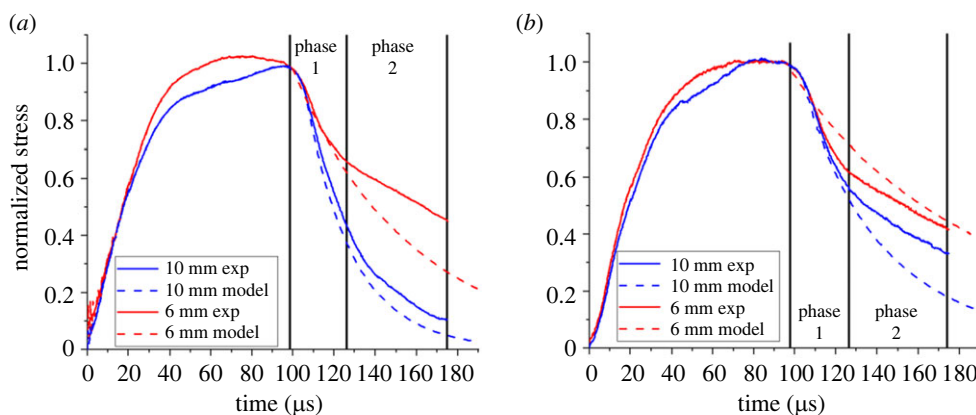 (a)
(b)
normalized stress
1.0
0.8
0.6
0.4
0.2
0
phase
1
phase
2
10 mm exp
10 mm model
6 mm exp
6 mm model
0 20 40 60 80 100 120 140 160 180
time (μs)
1.0
0.8
0.6
0.4
0.2
0
10 mm exp
10 mm model
6 mm exp
6 mm model
phase
1
phase
2
0 20 40 60 80 100 120 140 160 180
time (μs)